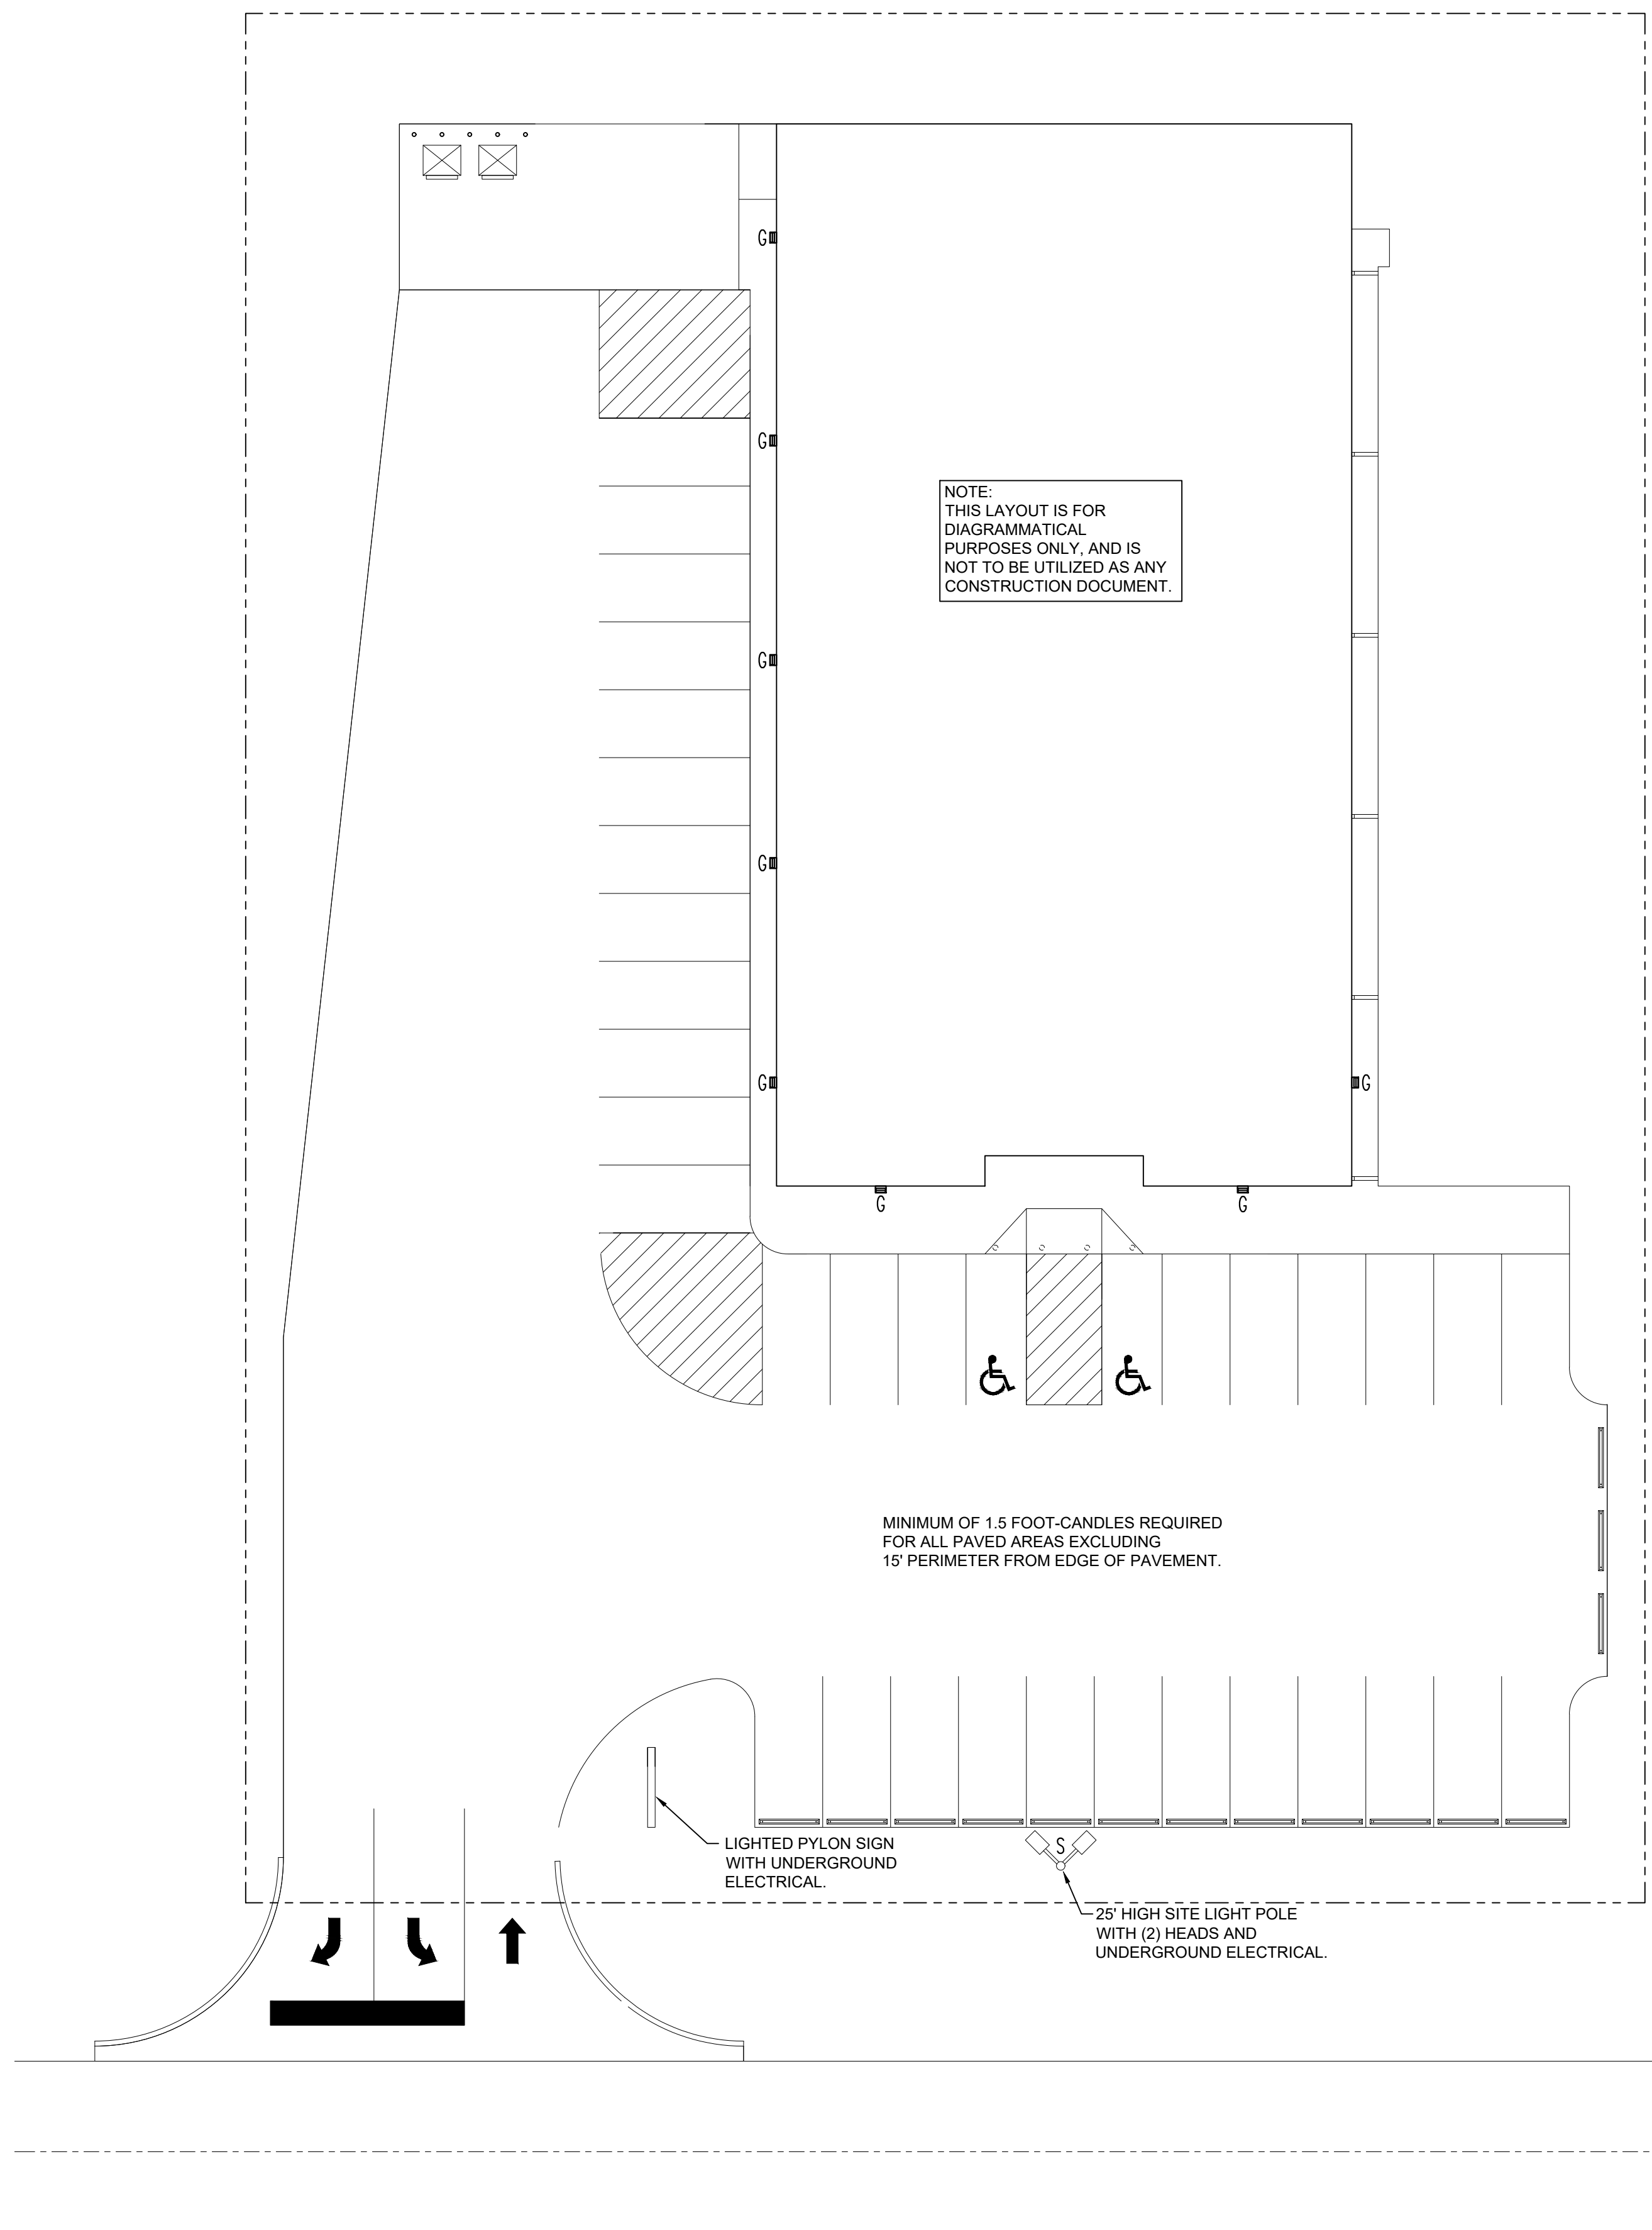 G
G
NOTE:
THIS LAYOUT IS FOR
DIAGRAMMATICAL
PURPOSES ONLY, AND IS
NOT TO BE UTILIZED AS ANY
CONSTRUCTION DOCUMENT.
G
G
G
G
G
G
MINIMUM OF 1.5 FOOT-CANDLES REQUIRED
FOR ALL PAVED AREAS EXCLUDING
15' PERIMETER FROM EDGE OF PAVEMENT.
LIGHTED PYLON SIGN
WITH UNDERGROUND
ELECTRICAL.
S
25' HIGH SITE LIGHT POLE
WITH (2) HEADS AND
UNDERGROUND ELECTRICAL.